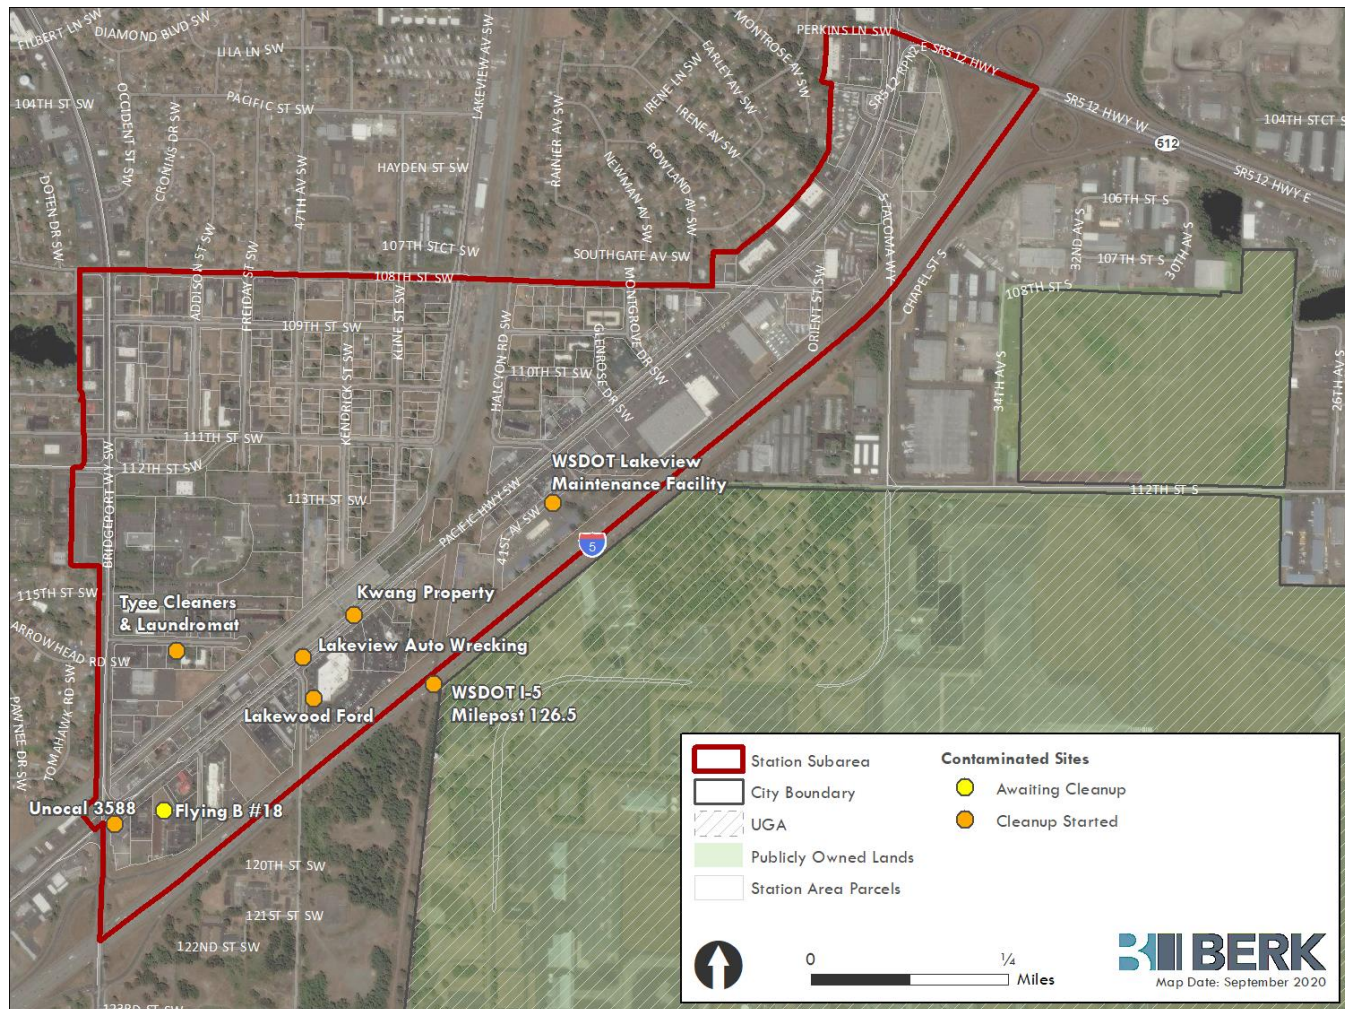 FILBERT LN SW
DIAMOND BLVD SW
LILA LN SW
LAKEVIEW AV SW
MONTROSE AV SW
PERKINS LN SW
E SR512 HWY
EARLEY AV SW
IRENE LN SW
SR512 RPN2
104TH ST SW
OCCIDENT ST SW
PACIFIC ST SW
CRONINS DR SW
IRENE AV SW
SR512 HWY W
104TH STCT S
512
SR512 HWY E
RAINIER AV SW
ROWLAND AV SW
NEWMAN AV SW
HAYDEN ST SW
DOTEN DR SW
47TH AV SW
107TH STCT SW
SOUTHGATE AV SW
S TACOMA WY
106TH ST S
32ND AV S
107TH ST S
30TH AV S
108TH ST SW
108TH ST S
ADDISON ST SW
FREIDAY ST SW
KLINE ST SW
109TH ST SW
HALCYON RD SW
MONTGROVE DR SW
GLENROSE DR SW
ORIENT ST SW
CHAPEL ST S
110TH ST SW
34TH AV S
26TH AV S
KENDRICK ST SW
111TH ST SW
112TH ST SW
BRIDGEPORT WY SW
113TH ST SW
PACIFIC HWY SW
WSDOT Lakeview
Maintenance Facility
112TH ST S
41ST AV SW
5
115TH ST SW
Tyee Cleaners
& Laundromat
Kwang Property
ARROWHEAD RD SW
Lakeview Auto Wrecking
TOMAHAWK RD SW
PAWNEE DR SW
Lakewood Ford
WSDOT I-5
Milepost 126.5
Unocal 3588
Flying B #18
120TH ST SW
121ST ST SW
122ND ST SW
123RD ST SW
Station Subarea
City Boundary
UGA
Publicly Owned Lands
Station Area Parcels
Contaminated Sites
Awaiting Cleanup
Cleanup Started
0
¼
Miles
BERK
Map Date: September 2020